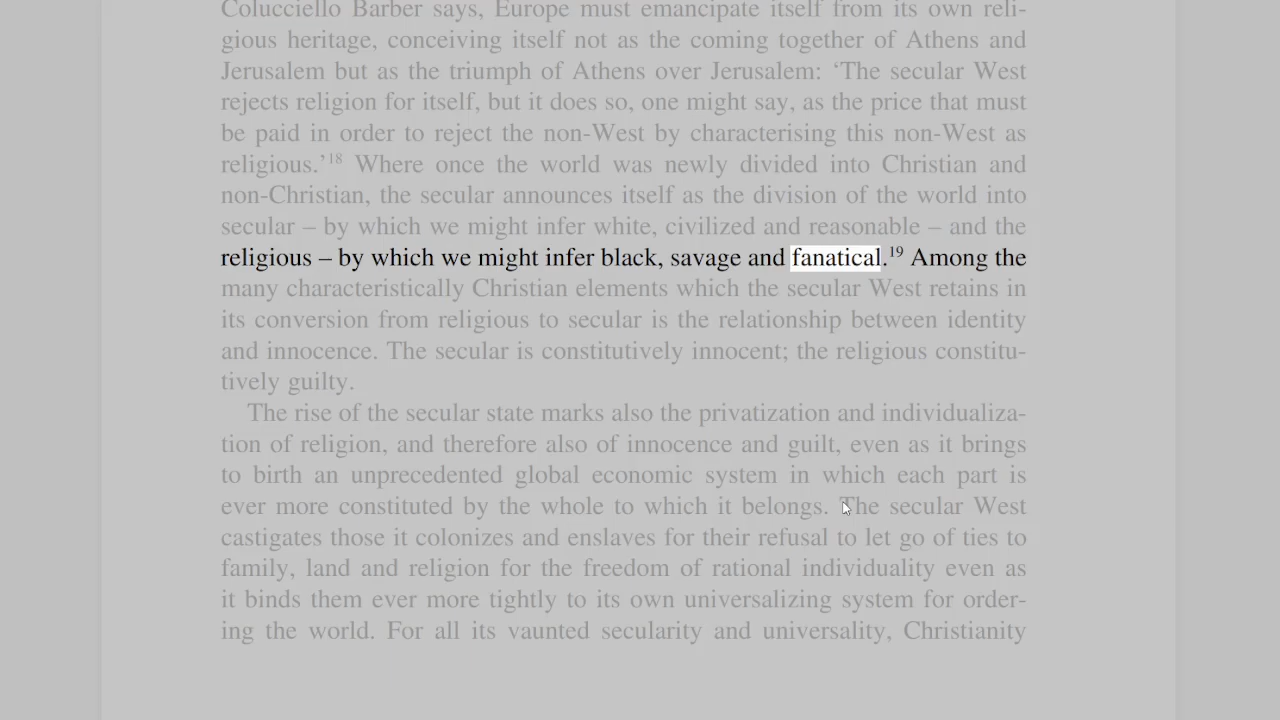 Colucciello Barber says, Europe must emancipate itself from its own reli-
gious heritage, conceiving itself not as the coming together of Athens and
Jerusalem but as the triumph of Athens over Jerusalem: ‘The secular West
rejects religion for itself, but it does so, one might say, as the price that must
be paid in order to reject the non-West by characterising this non-West as
religious.’18 Where once the world was newly divided into Christian and
non-Christian, the secular announces itself as the division of the world into
secular – by which we might infer white, civilized and reasonable – and the
religious – by which we might infer black, savage and fanatical.19 Among the
many characteristically Christian elements which the secular West retains in
its conversion from religious to secular is the relationship between identity
and innocence. The secular is constitutively innocent; the religious constitu-
tively guilty.
The rise of the secular state marks also the privatization and individualiza-
tion of religion, and therefore also of innocence and guilt, even as it brings
to birth an unprecedented global economic system in which each part is
ever more constituted by the whole to which it belongs. The secular West
castigates those it colonizes and enslaves for their refusal to let go of ties to
family, land and religion for the freedom of rational individuality even as
it binds them ever more tightly to its own universalizing system for order-
ing the world. For all its vaunted secularity and universality, Christianity